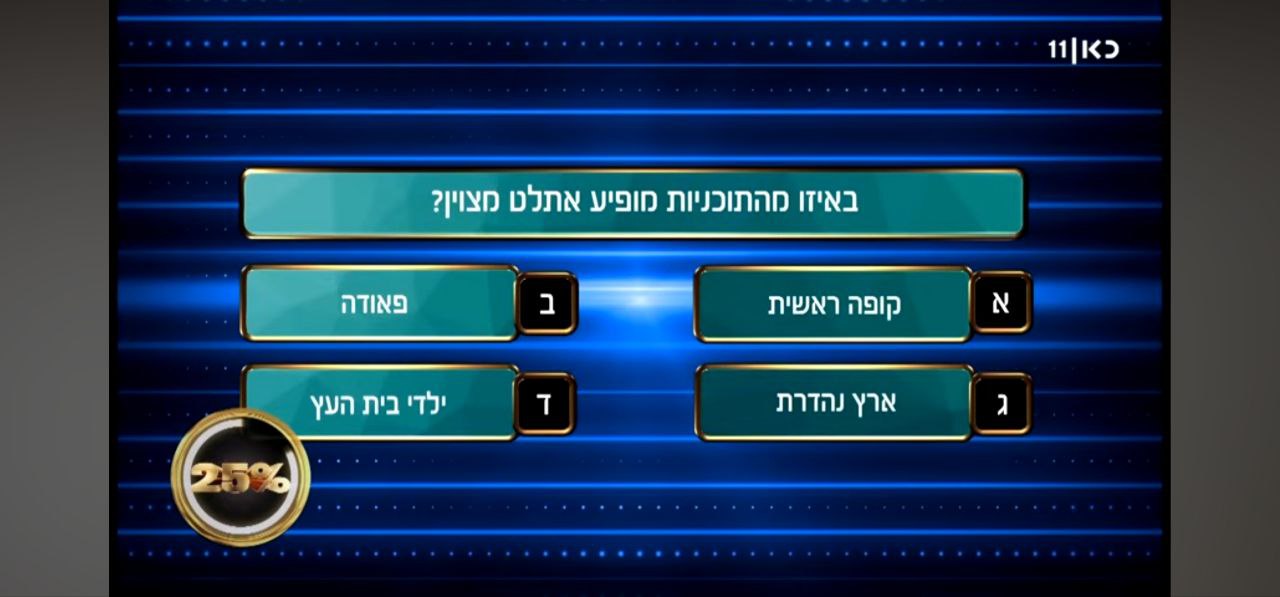 כאן|11
באיזו מהתוכניות מופיע אתלט מצוין?
א קופה ראשית
ב פאודה
ג ארץ נהדרת
ד ילדי בית העץ
25%